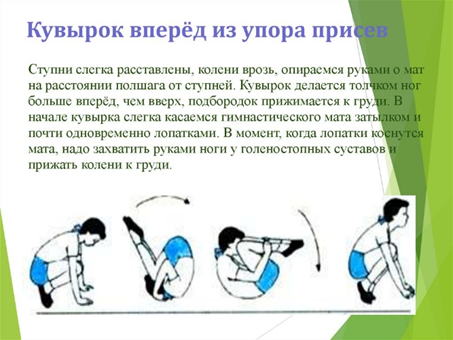 Кувырок вперёд из упора присев
Ступни слегка расставлены, колени врозь, опираемся руками о мат
на расстоянии полшага от ступней. Кувырок делается толчком ног
больше вперёд, чем вверх, подбородок прижимается к груди. В
начале кувырка слегка касаемся гимнастического мата затылком и
почти одновременно лопатками. В момент, когда лопатки коснутся
мата, надо захватить руками ноги у голеностопных суставов и
прижать колени к груди.